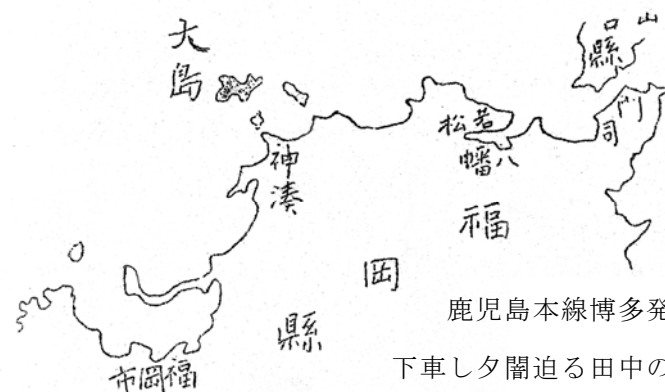 大島
山口縣
門司
若松
八幡
神湊
福岡縣
福岡市
鹿児島本線博多発
下車し夕闇迫る田中の